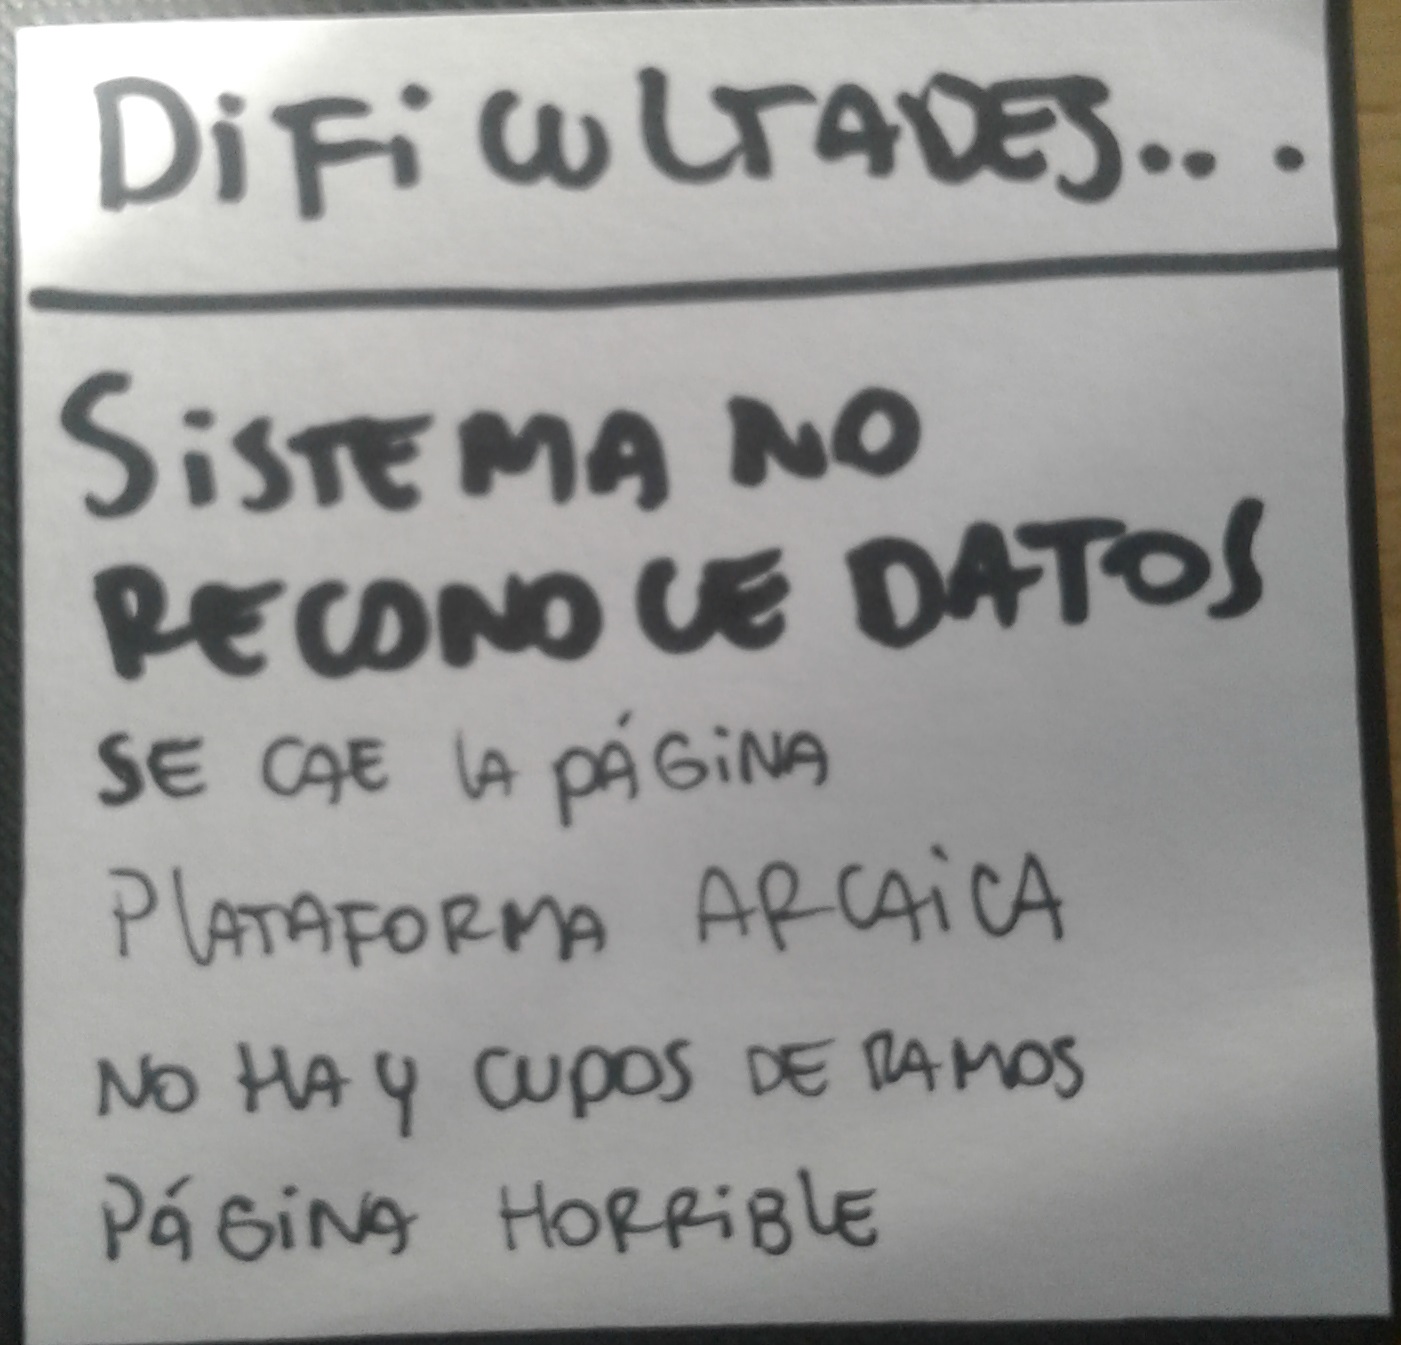 DiFiCULTADES....
SiSTEMA NO
RECONOCE DATOS
SE CAE LA PÁGiNA
PLATAFORMA ARCAiCA
NO HAY CUPOS DE RAMOS
PÁGiNA HORRiBLE